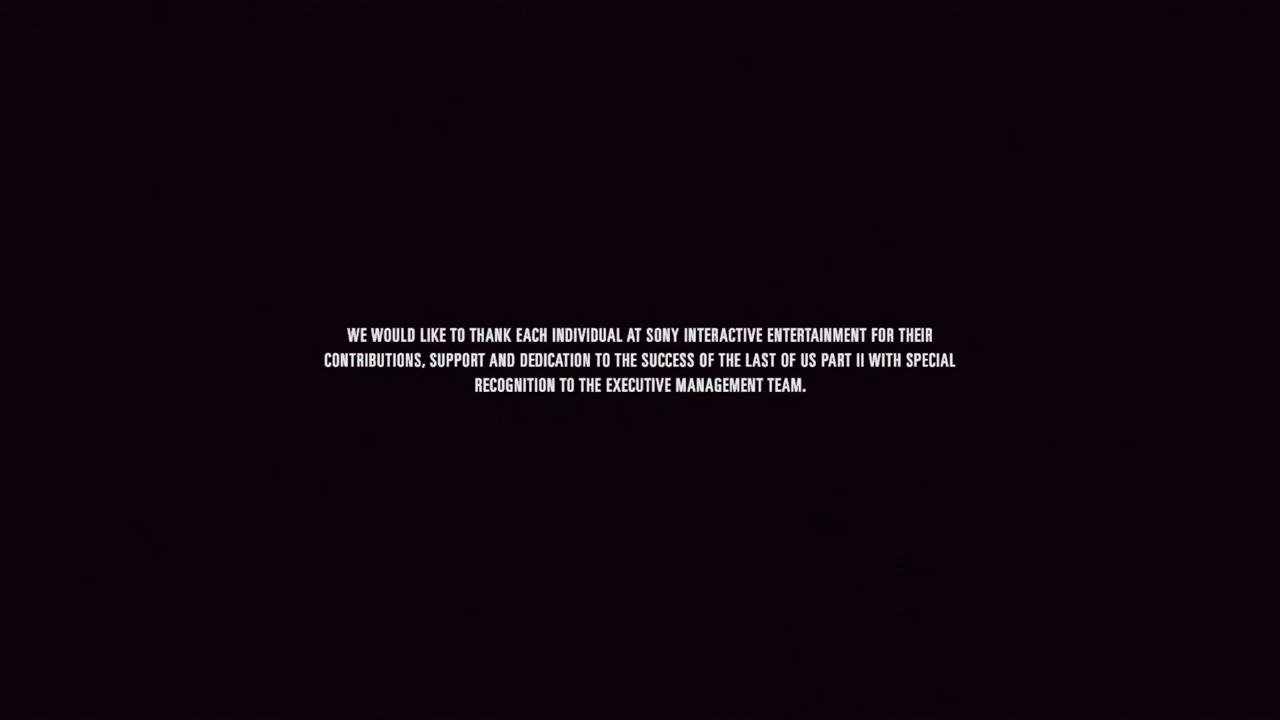 WE WOULD LIKE TO THANK EACH INDIVIDUAL AT SONY INTERACTIVE ENTERTAINMENT FOR THEIR
CONTRIBUTIONS, SUPPORT AND DEDICATION TO THE SUCCESS OF THE LAST OF US PART II WITH SPECIAL
RECOGNITION TO THE EXECUTIVE MANAGEMENT TEAM.